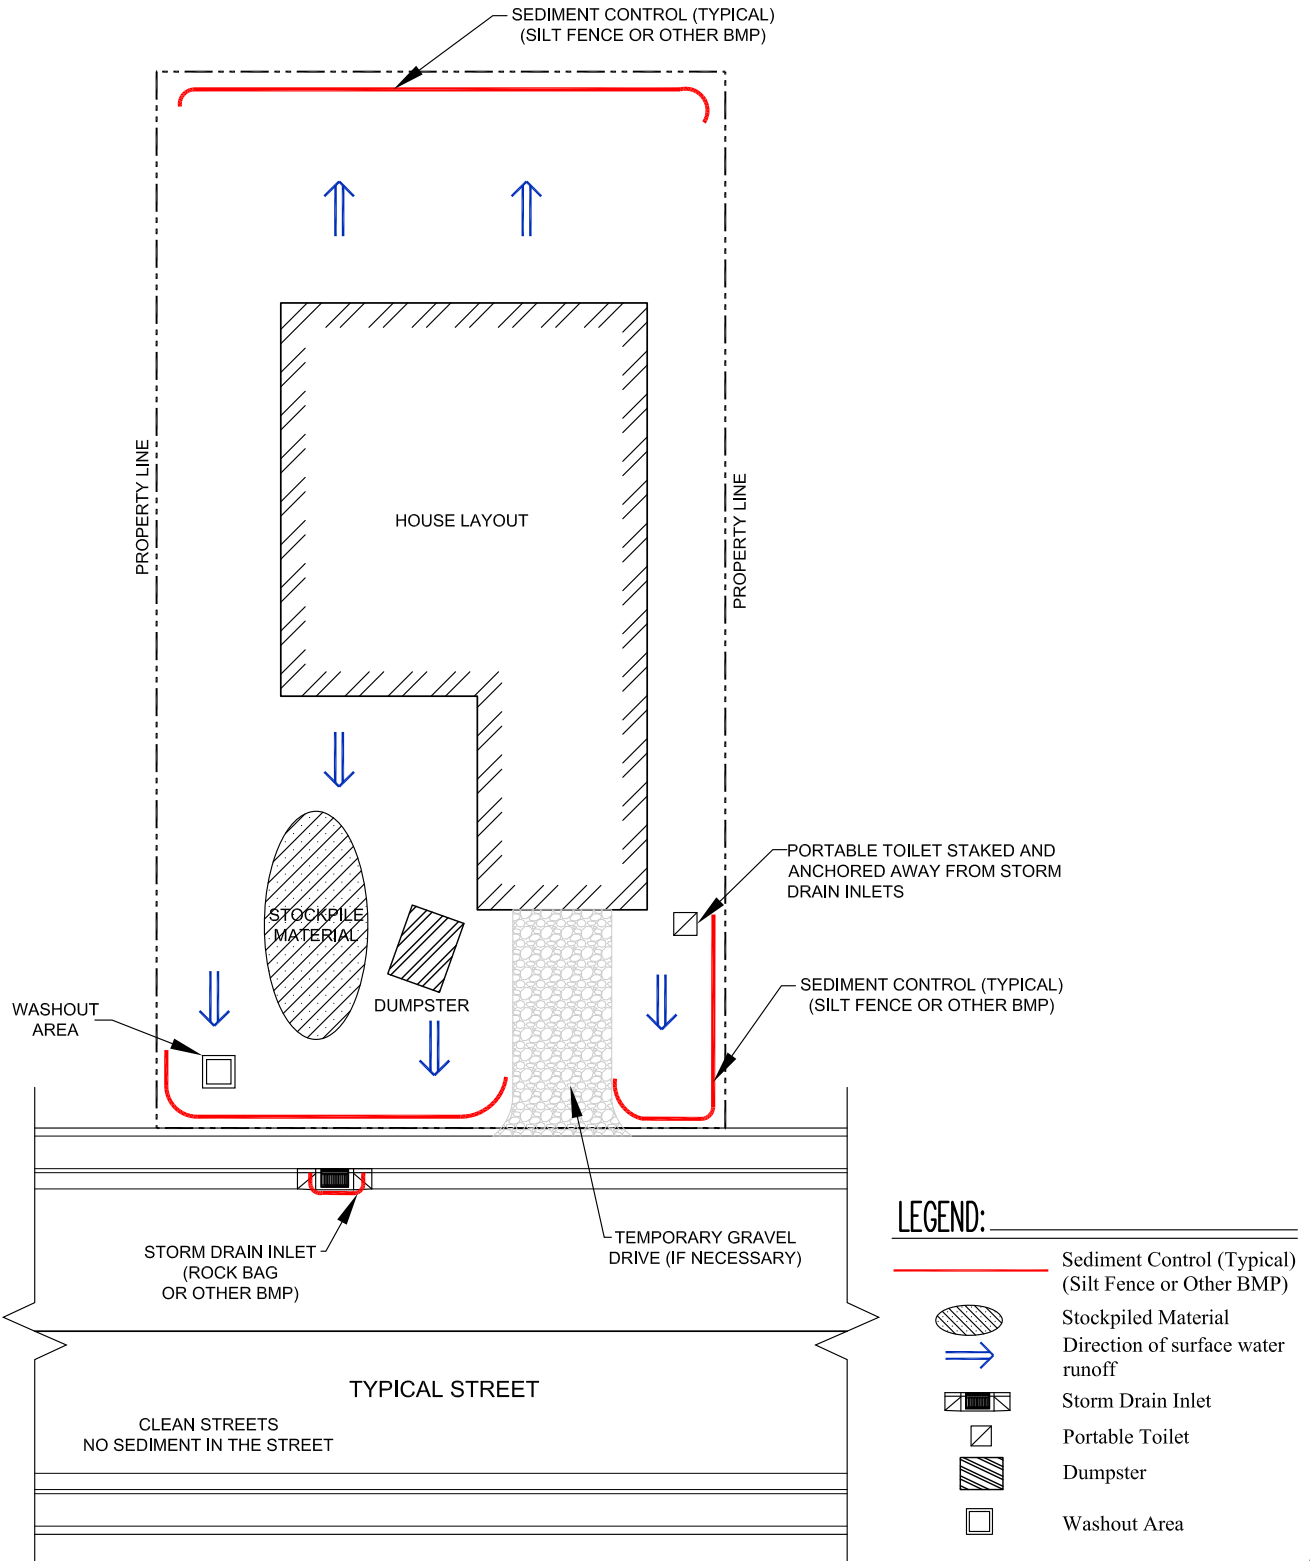 SEDIMENT CONTROL (TYPICAL)
(SILT FENCE OR OTHER BMP)
PROPERTY LINE
PROPERTY LINE
HOUSE LAYOUT
PORTABLE TOILET STAKED AND
ANCHORED AWAY FROM STORM
DRAIN INLETS
STOCKPILE
MATERIAL
DUMPSTER
SEDIMENT CONTROL (TYPICAL)
(SILT FENCE OR OTHER BMP)
WASHOUT
AREA
STORM DRAIN INLET
(ROCK BAG
OR OTHER BMP)
TEMPORARY GRAVEL
DRIVE (IF NECESSARY)
TYPICAL STREET
CLEAN STREETS
NO SEDIMENT IN THE STREET
LEGEND:
Sediment Control (Typical)
(Silt Fence or Other BMP)
Stockpiled Material
Direction of surface water
runoff
Storm Drain Inlet
Portable Toilet
Dumpster
Washout Area